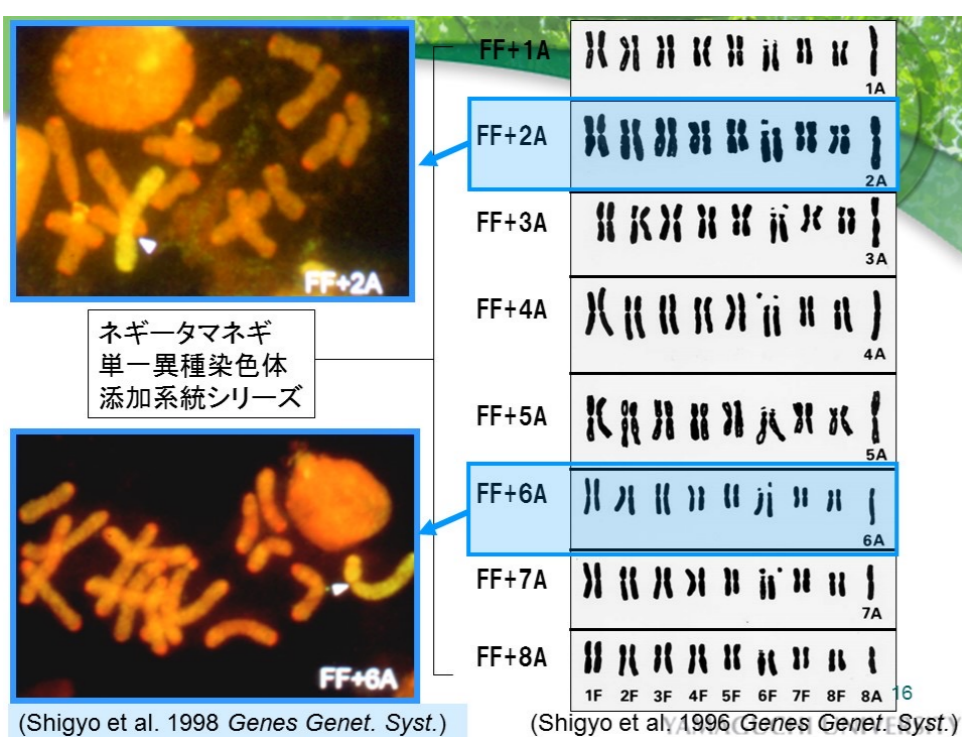 FF+1A
1A
FF+2A
2A
FF+3A
3A
FF+4A
4A
FF+5A
5A
FF+6A
6A
FF+7A
7A
FF+8A
1F 2F 3F 4F 5F 6F 7F 8F 8A
FF+2A
ネギータマネギ
単一異種染色体
添加系統シリーズ
FF+6A
16
(Shigyo et al. 1998 Genes Genet. Syst.)
(Shigyo et al. 1996 Genes Genet. Syst.)
YAMAGUCHI UNIVERSITY